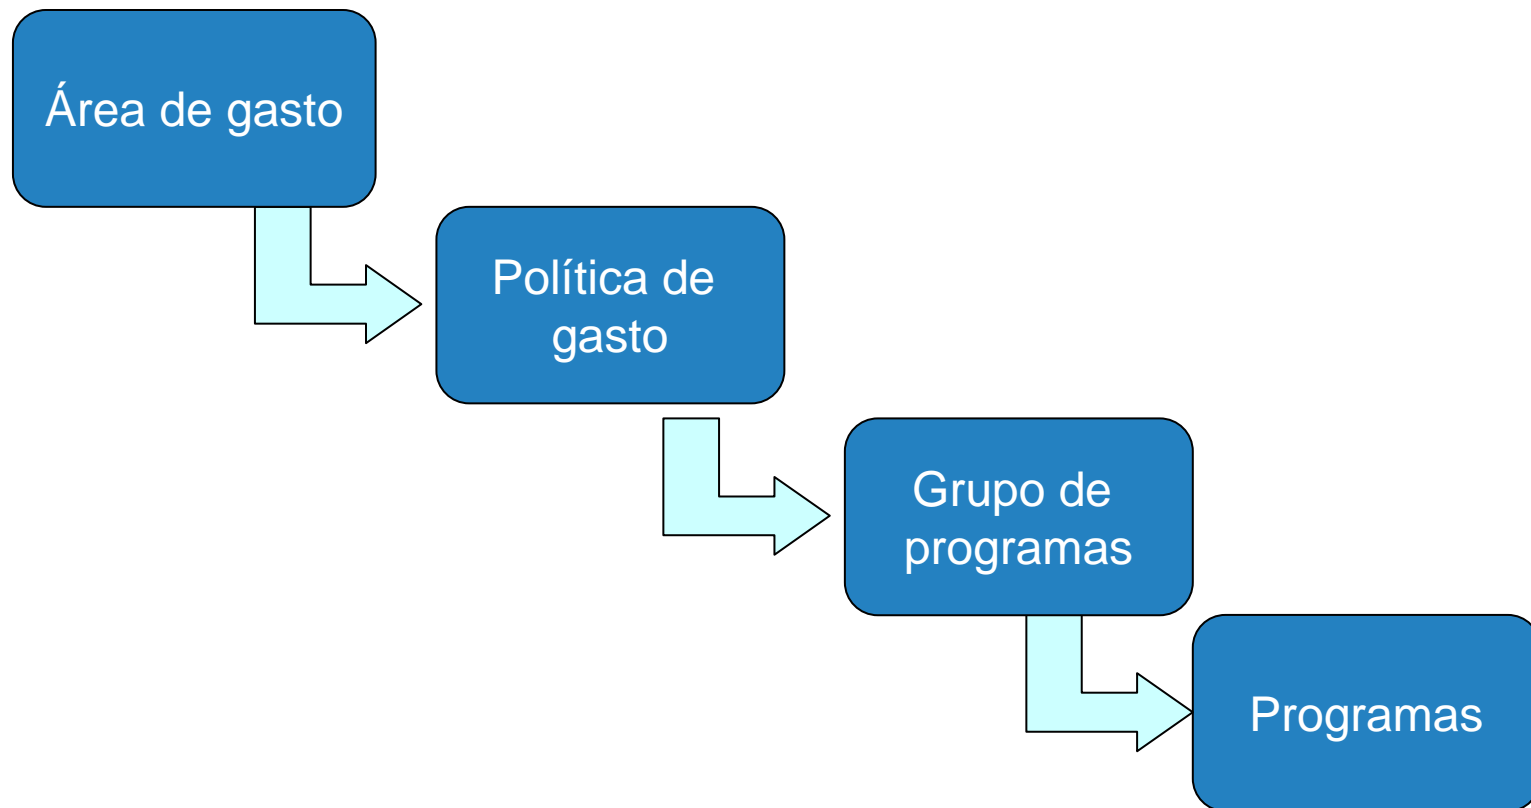 Área de gasto
Política de
gasto
Grupo de
programas
Programas